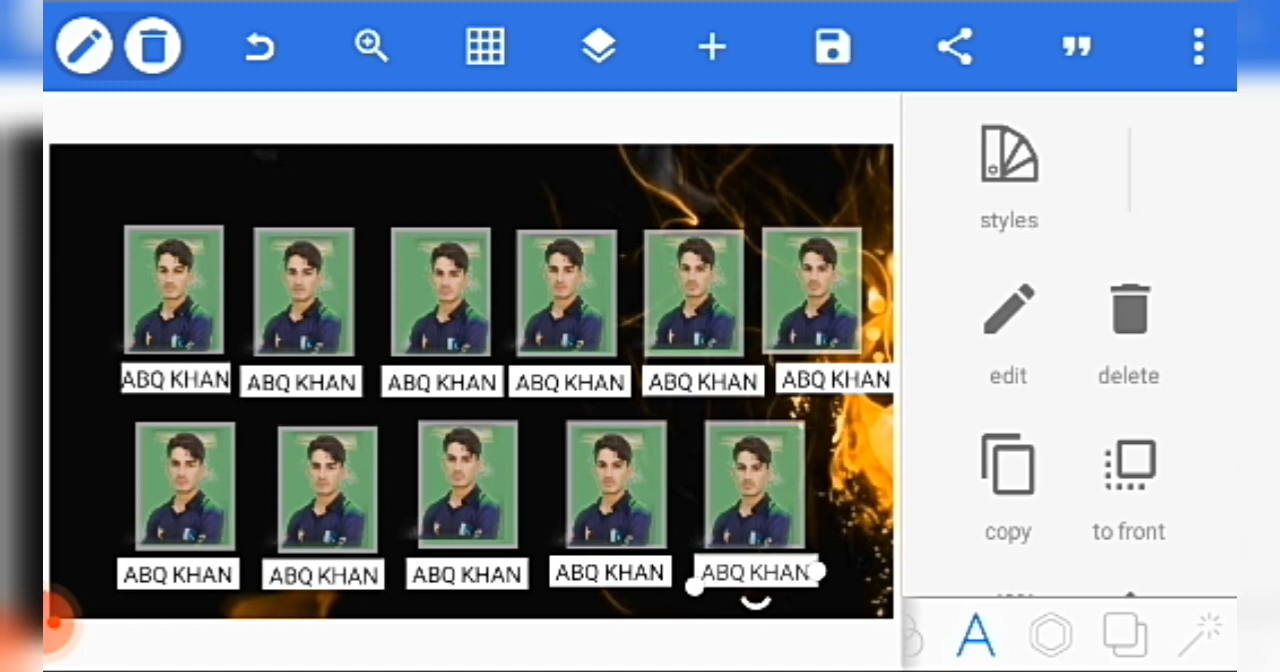 styles
ABQ KHAN ABQ KHAN ABQ KHAN ABQ KHAN ABQ KHAN ABQ KHAN
edit delete
ABQ KHAN ABQ KHAN ABQ KHAN ABQ KHAN ABQ KHAN
copy to front